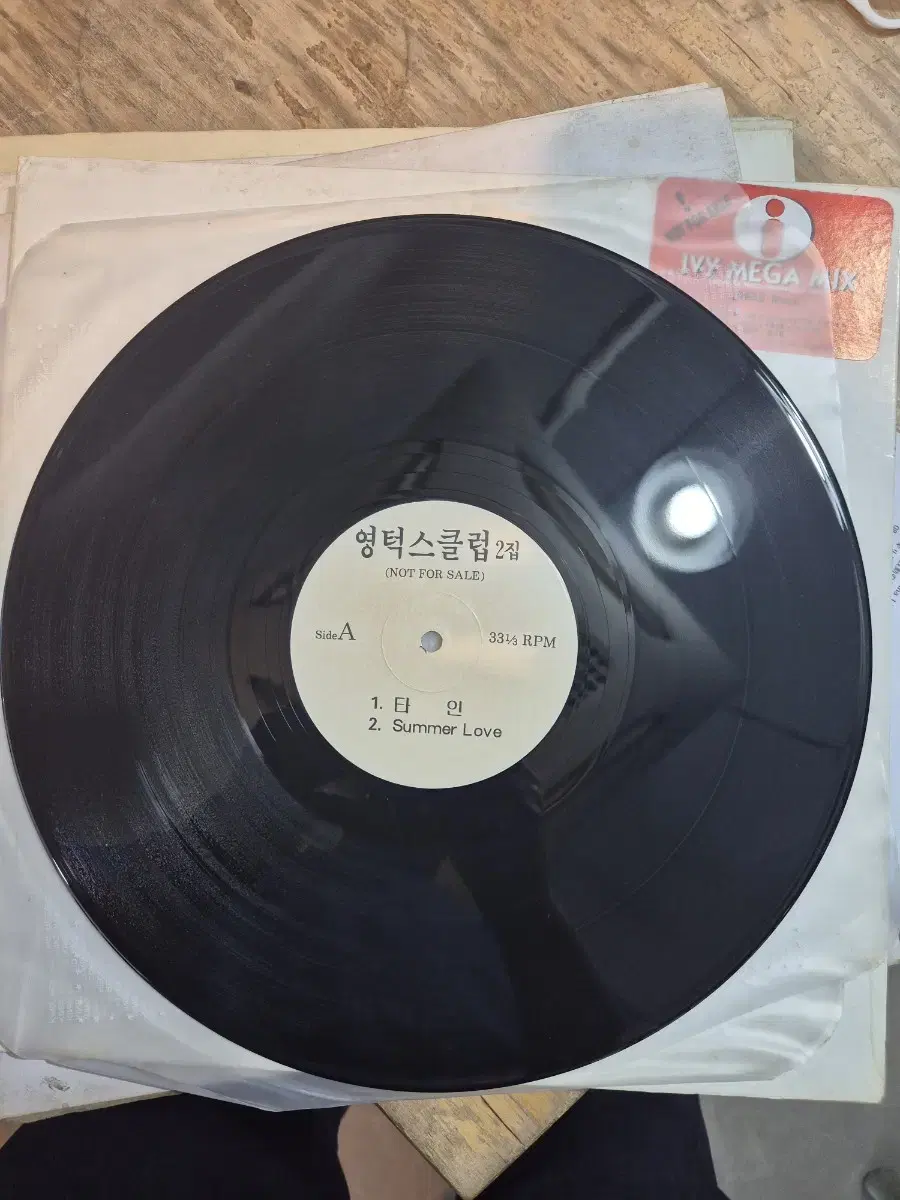 IVY MEGA MIX
영턱스클럽 2집
(NOT FOR SALE)
Side A
33⅓ RPM
1. 타 인
2. Summer Love